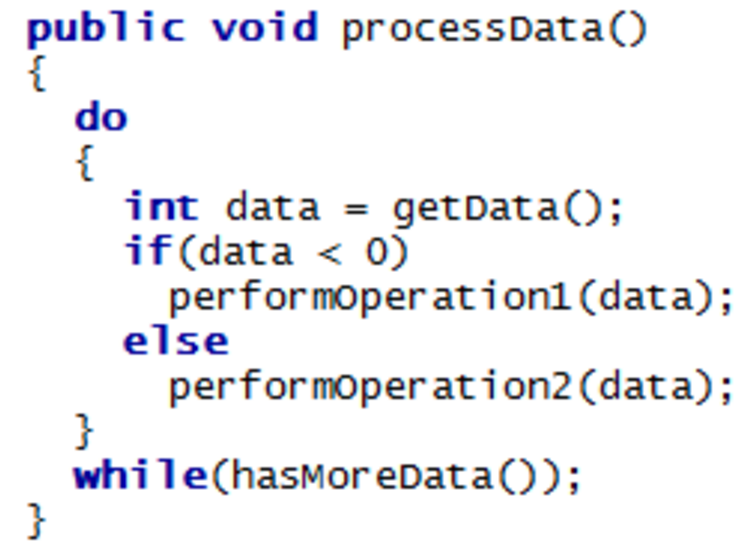 public void processData()
{
do
{
int data = getData();
if(data < 0)
performOperation1(data);
else
performOperation2(data);
}
while(hasMoreData());
}